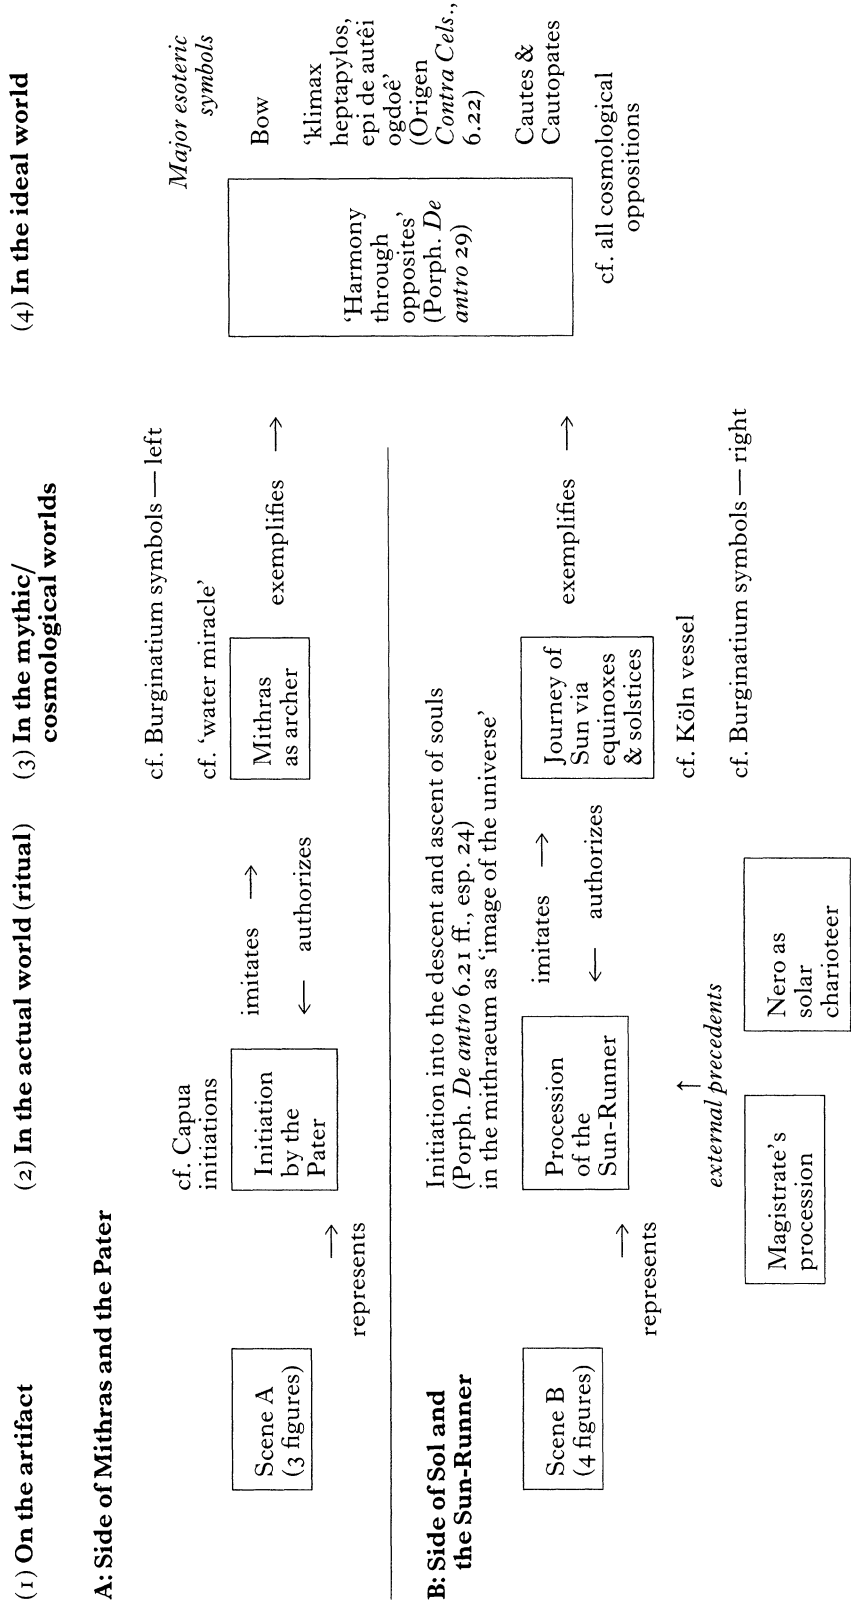 (1) On the artifact
(2) In the actual world (ritual)
(3) In the mythic/
cosmological worlds
(4) In the ideal world
A: Side of Mithras and the Pater
Scene A
(3 figures)
→
represents
cf. Capua
initiations
Initiation
by the
Pater
imitates →
← authorizes
cf. Burginatium symbols — left
cf. ‘water miracle’
Mithras
as archer
exemplifies →
‘Harmony
through
opposites’
(Porph. De
antro 29)
Major esoteric
symbols
Bow
‘klimax
heptapylos,
epi de autêi
ogdoê’
(Origen
Contra Cels.,
6.22)
Cautes &
Cautopates
cf. all cosmological
oppositions
B: Side of Sol and
the Sun-Runner
Scene B
(4 figures)
→
represents
Initiation into the descent and ascent of souls
(Porph. De antro 6.21 ff., esp. 24)
in the mithraeum as ‘image of the universe’
Procession
of the
Sun-Runner
imitates →
← authorizes
Journey of
Sun via
equinoxes
& solstices
exemplifies →
cf. Köln vessel
cf. Burginatium symbols — right
↑
external precedents
Magistrate’s
procession
Nero as
solar
charioteer